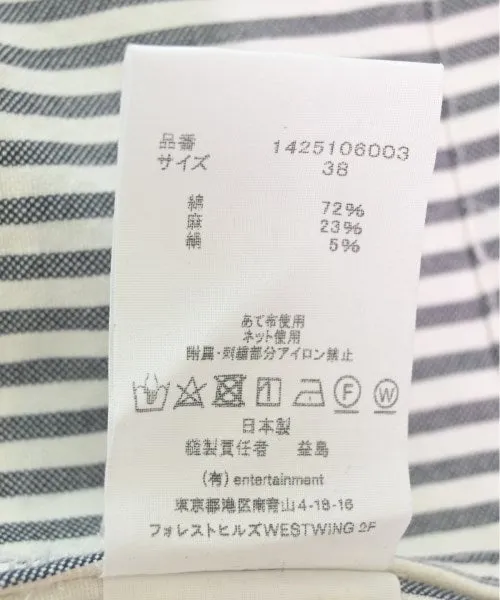 品番 1425106003
サイズ 38
綿 72%
麻 23%
絹 5%
あて布使用
ネット使用
附属・刺繍部分アイロン禁止
F W
日本製
縫製責任者 益島
(有) entertainment
東京都港区南青山4-18-16
フォレストヒルズWESTWING 2F